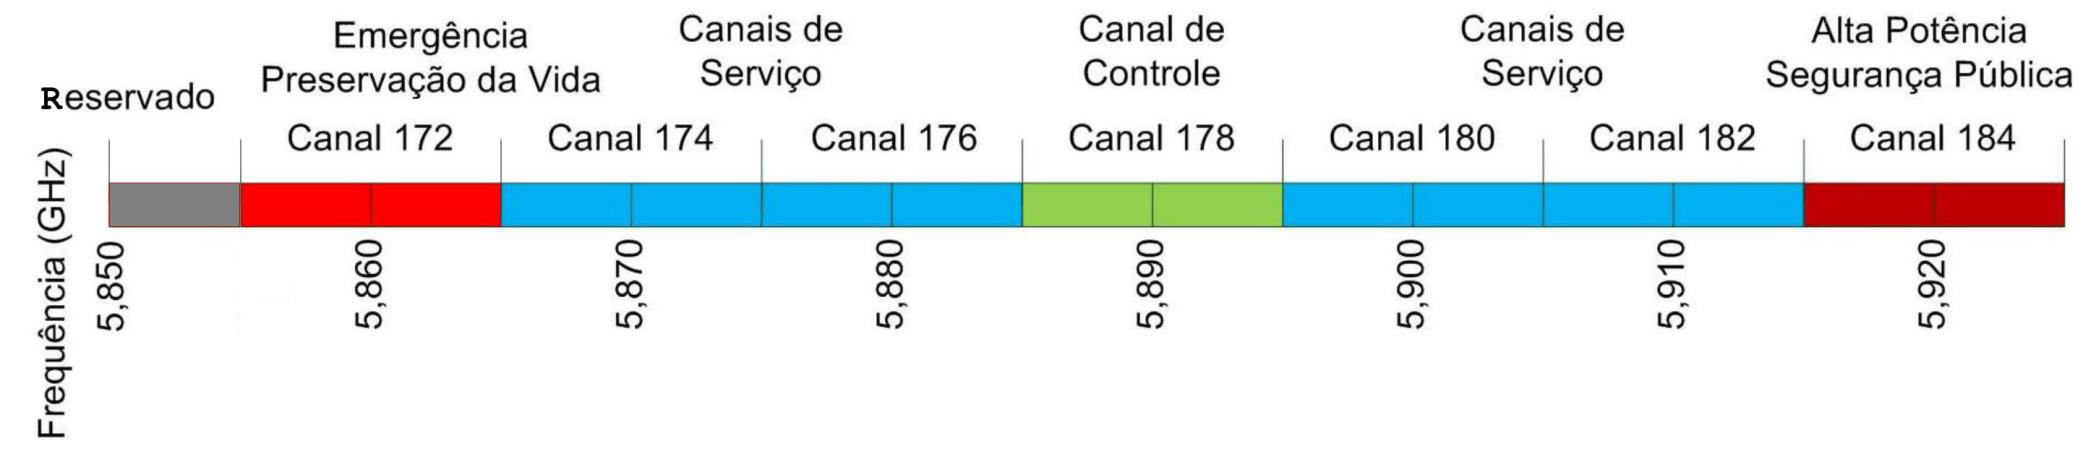 Reservado
Emergência
Preservação da Vida
Canais de
Serviço
Canal de
Controle
Canais de
Serviço
Alta Potência
Segurança Pública
Canal 172
Canal 174
Canal 176
Canal 178
Canal 180
Canal 182
Canal 184
Frequência (GHz)
5,850
5,860
5,870
5,880
5,890
5,900
5,910
5,920